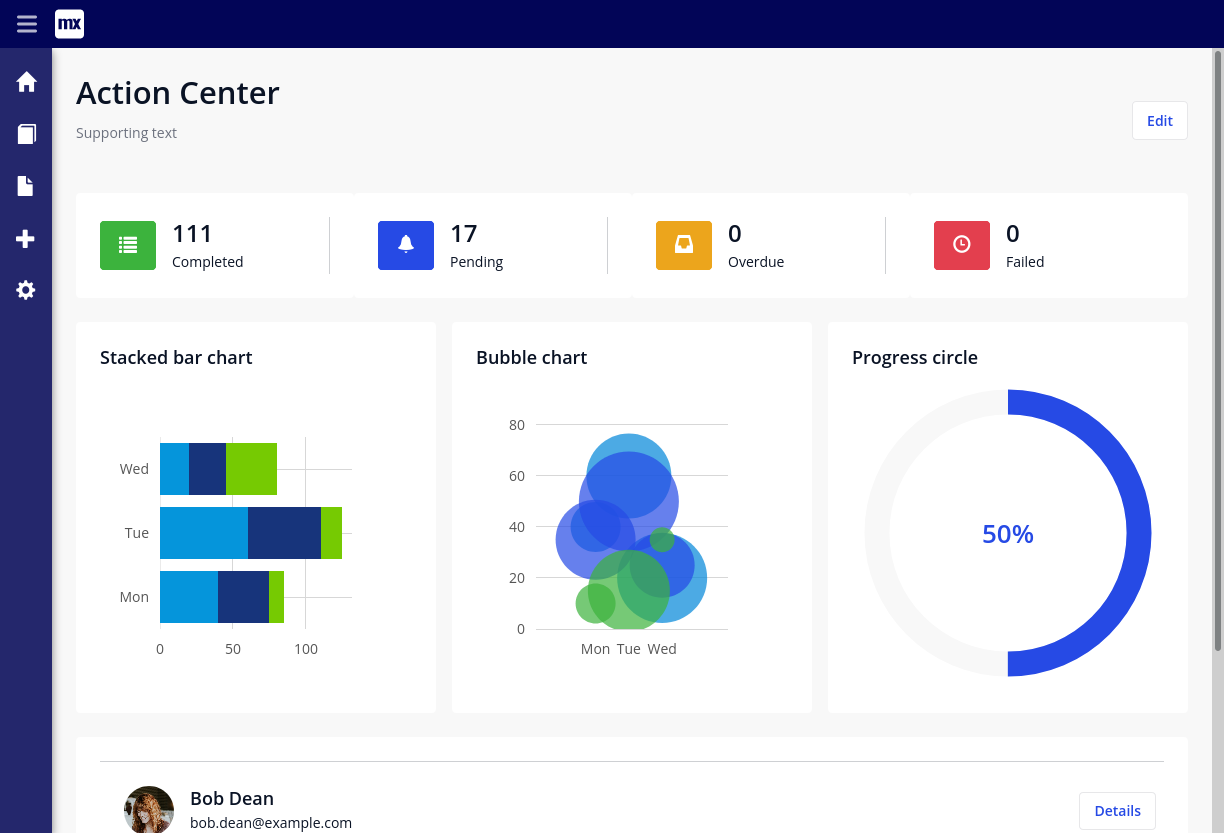 mx
Action Center
Supporting text
Edit
111
Completed
17
Pending
0
Overdue
0
Failed
Stacked bar chart
Wed
Tue
Mon
0 50 100
Bubble chart
80
60
40
20
0
Mon Tue Wed
Progress circle
50%
Bob Dean
bob.dean@example.com
Details